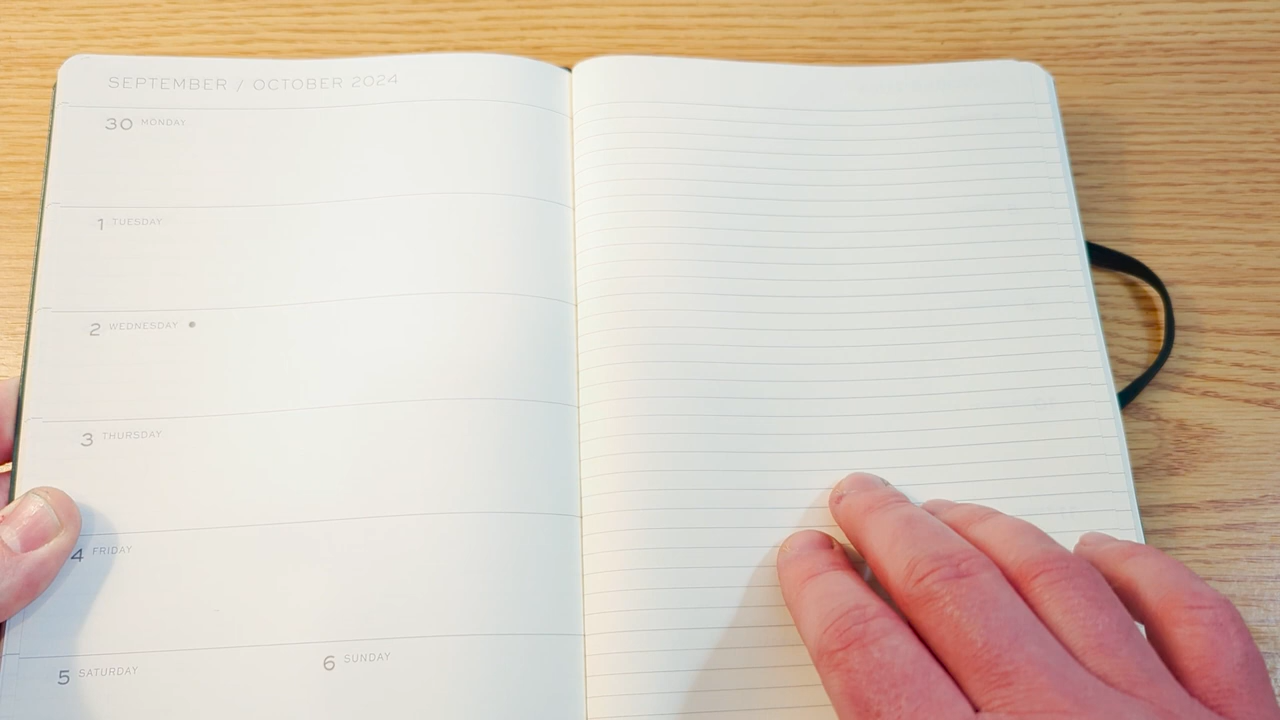 SEPTEMBER / OCTOBER 2024
30 MONDAY
1 TUESDAY
2 WEDNESDAY
3 THURSDAY
4 FRIDAY
5 SATURDAY 6 SUNDAY